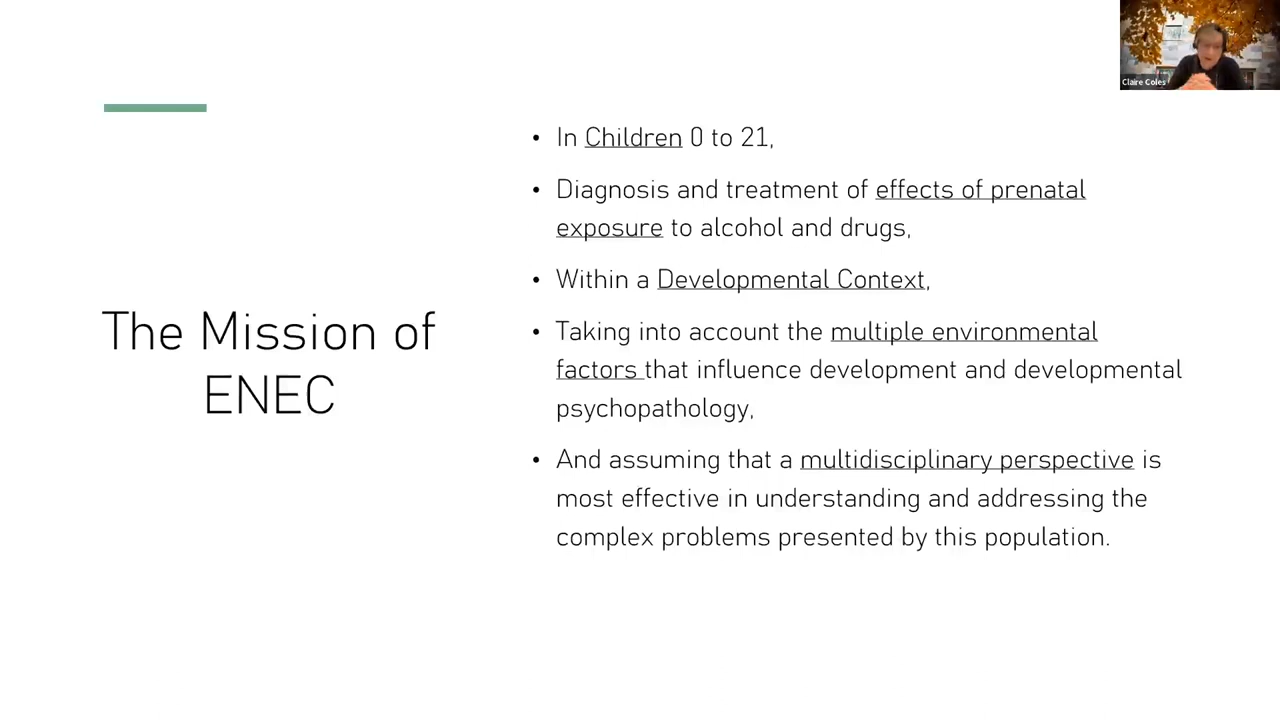 Claire Coles
The Mission of
ENEC
• In Children 0 to 21,
• Diagnosis and treatment of effects of prenatal
exposure to alcohol and drugs,
• Within a Developmental Context,
• Taking into account the multiple environmental
factors that influence development and developmental
psychopathology,
• And assuming that a multidisciplinary perspective is
most effective in understanding and addressing the
complex problems presented by this population.